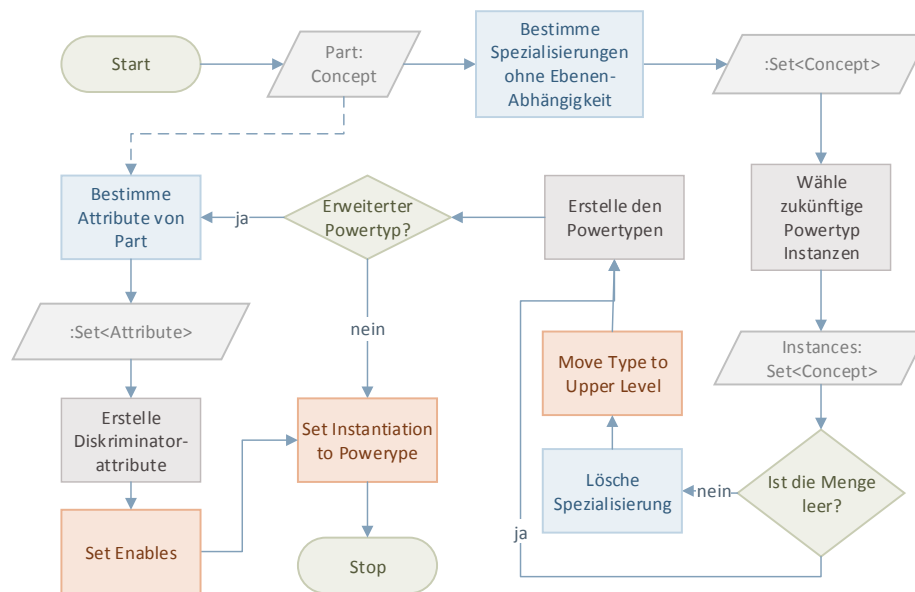 Start
Part:
Concept
Bestimme
Spezialisierungen
ohne Ebenen-
Abhängigkeit
:Set<Concept>
Bestimme
Attribute von
Part
ja
Erweiterter
Powertyp?
Erstelle den
Powertypen
Wähle
zukünftige
Powertyp
Instanzen
:Set<Attribute>
nein
Move Type to
Upper Level
Instances:
Set<Concept>
Erstelle
Diskriminator-
attribute
Set Instantiation
to Powerype
Lösche
Spezialisierung
nein
Ist die Menge
leer?
ja
Set Enables
Stop